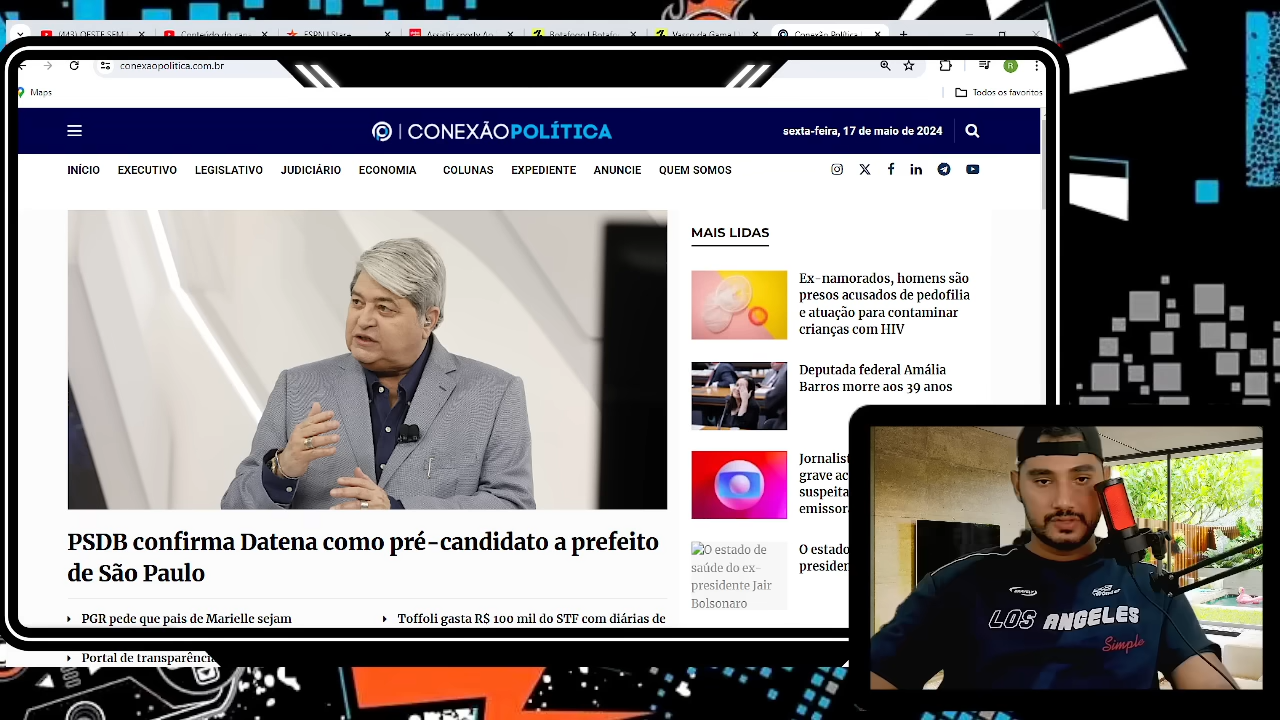 conexaopolitica.com.br
Maps
Todos os favoritos
CONEXÃOPOLÍTICA
sexta-feira, 17 de maio de 2024
INÍCIO EXECUTIVO LEGISLATIVO JUDICIÁRIO ECONOMIA COLUNAS EXPEDIENTE ANUNCIE QUEM SOMOS
PSDB confirma Datena como pré-candidato a prefeito
de São Paulo
PGR pede que pais de Marielle sejam
Toffoli gasta R$ 100 mil do STF com diárias de
Portal de transparência
MAIS LIDAS
Ex-namorados, homens são
presos acusados de pedofilia
e atuação para contaminar
crianças com HIV
Deputada federal Amália
Barros morre aos 39 anos
Jornalist
grave ac
suspeita
emissor
O estado de
saúde do ex-
presidente Jair
Bolsonaro
O estado
presiden
LOS ANGELES
Simple